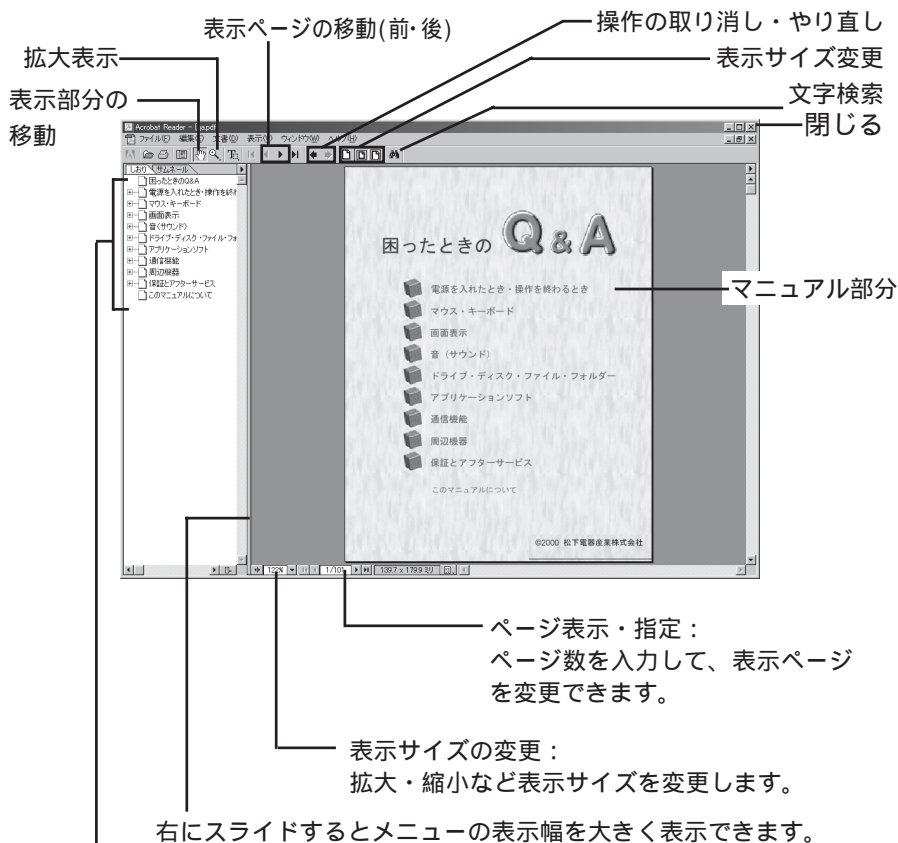 操作の取り消し・やり直し
表示ページの移動(前・後)
拡大表示
表示サイズ変更
表示部分の
移動
文字検索
閉じる
Acrobat Reader - [qa.pdf]
ファイル(F) 編集(E) 文書(D) 表示(V) ウィンドウ(W) ヘルプ(H)
しおり サムネール
困ったときのQ&A
電源を入れたとき・操作を終わ
マウス・キーボード
画面表示
音(サウンド)
ドライブ・ディスク・ファイル・フォ
アプリケーションソフト
通信機能
周辺機器
保証とアフターサービス
このマニュアルについて
困ったときの Q & A
電源を入れたとき・操作を終わるとき
マウス・キーボード
画面表示
音(サウンド)
ドライブ・ディスク・ファイル・フォルダー
アプリケーションソフト
通信機能
周辺機器
保証とアフターサービス
このマニュアルについて
©2000 松下電器産業株式会社
マニュアル部分
122% 1/101 139.7 x 179.9 ミリ
ページ表示・指定:
ページ数を入力して、表示ページ
を変更できます。
表示サイズの変更:
拡大・縮小など表示サイズを変更します。
右にスライドするとメニューの表示幅を大きく表示できます。